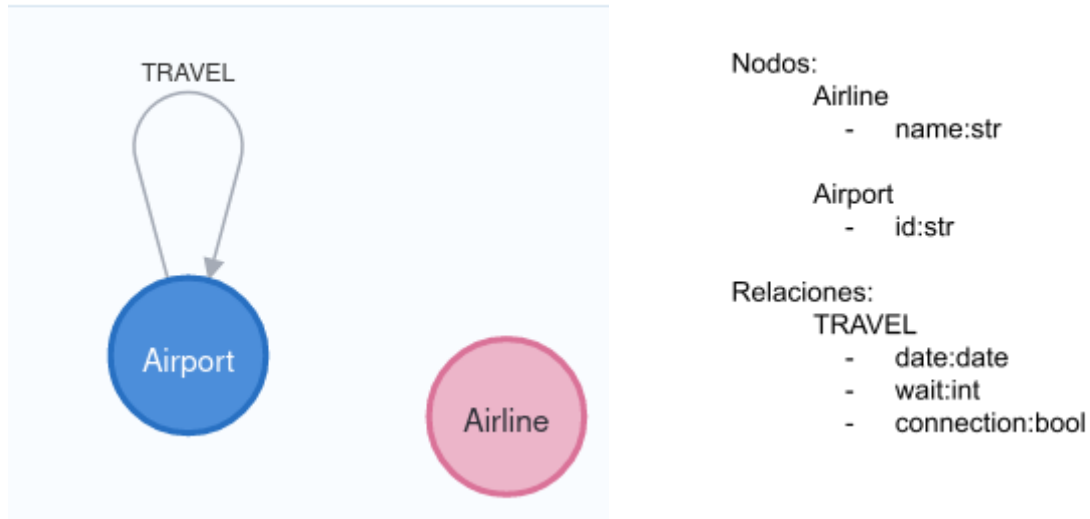 TRAVEL
Airport
Airline
Nodos:
Airline
- name:str
Airport
- id:str
Relaciones:
TRAVEL
- date:date
- wait:int
- connection:bool